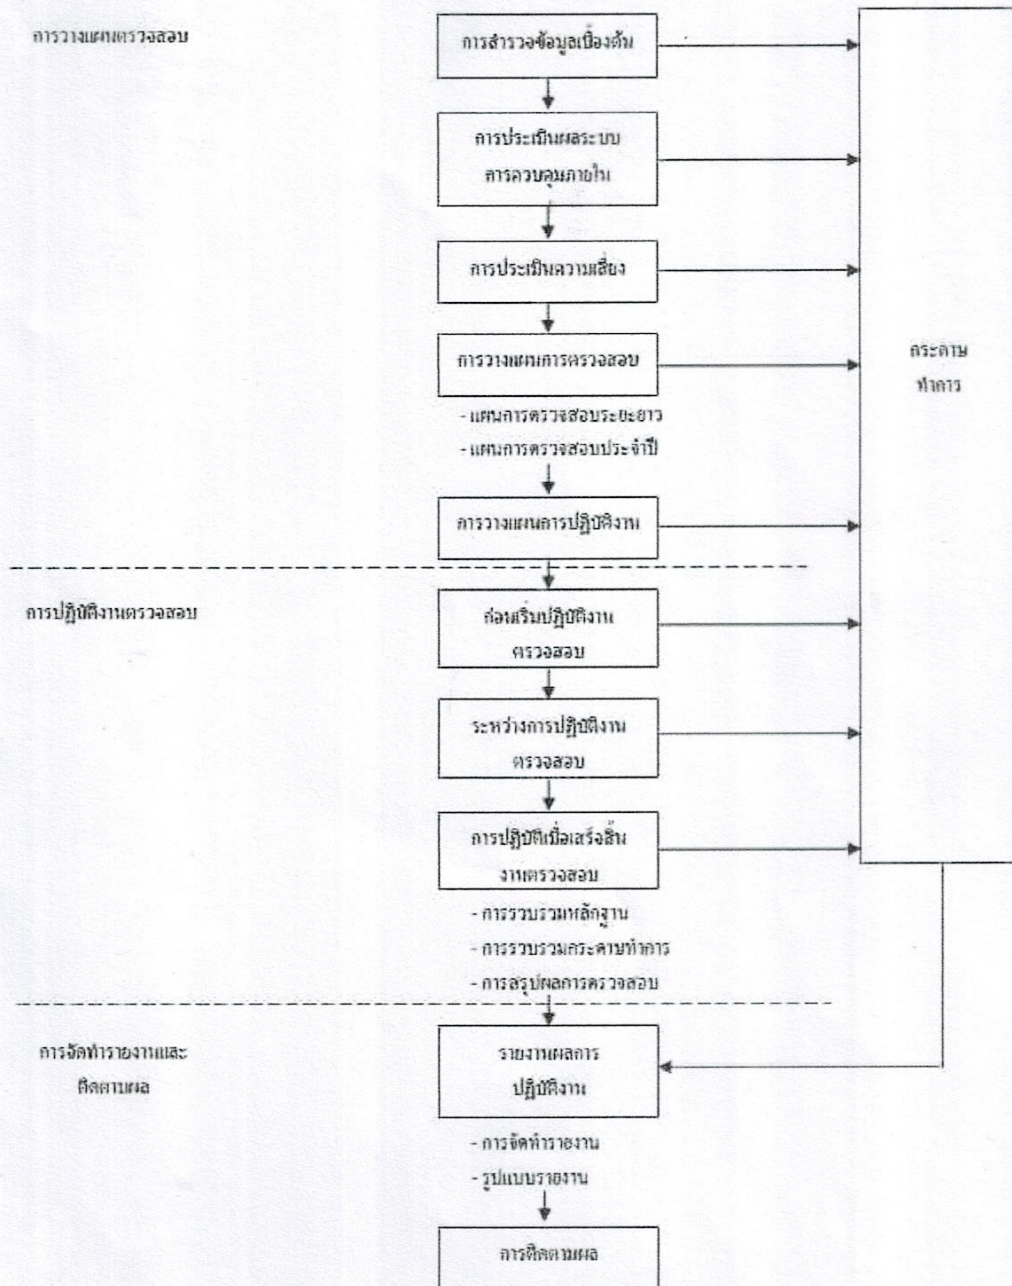 การวางแผนตรวจสอบ
การสำรวจข้อมูลเบื้องต้น
การประเมินผลระบบ
การควบคุมภายใน
การประเมินความเสี่ยง
การวางแผนการตรวจสอบ
- แผนการตรวจสอบระยะยาว
- แผนการตรวจสอบประจำปี
การวางแผนการปฏิบัติงาน
กระดาษ
ทำการ
การปฏิบัติงานตรวจสอบ
ก่อนเริ่มปฏิบัติงาน
ตรวจสอบ
ระหว่างการปฏิบัติงาน
ตรวจสอบ
การปฏิบัติเมื่อเสร็จสิ้น
งานตรวจสอบ
- การรวบรวมหลักฐาน
- การรวบรวมกระดาษทำการ
- การสรุปผลการตรวจสอบ
การจัดทำรายงานและ
ติดตามผล
รายงานผลการ
ปฏิบัติงาน
- การจัดทำรายงาน
- รูปแบบรายงาน
การติดตามผล